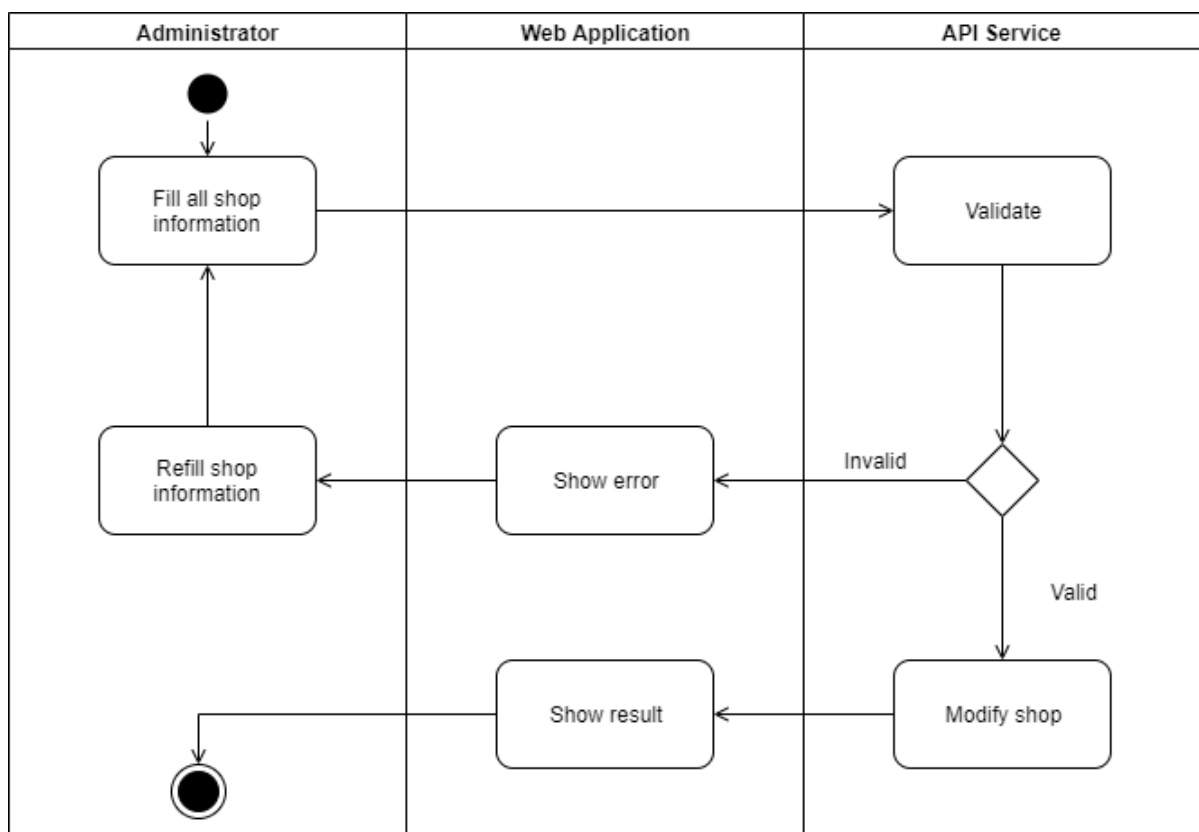 Administrator
Web Application
API Service
Fill all shop
information
Validate
Refill shop
information
Show error
Invalid
Valid
Show result
Modify shop